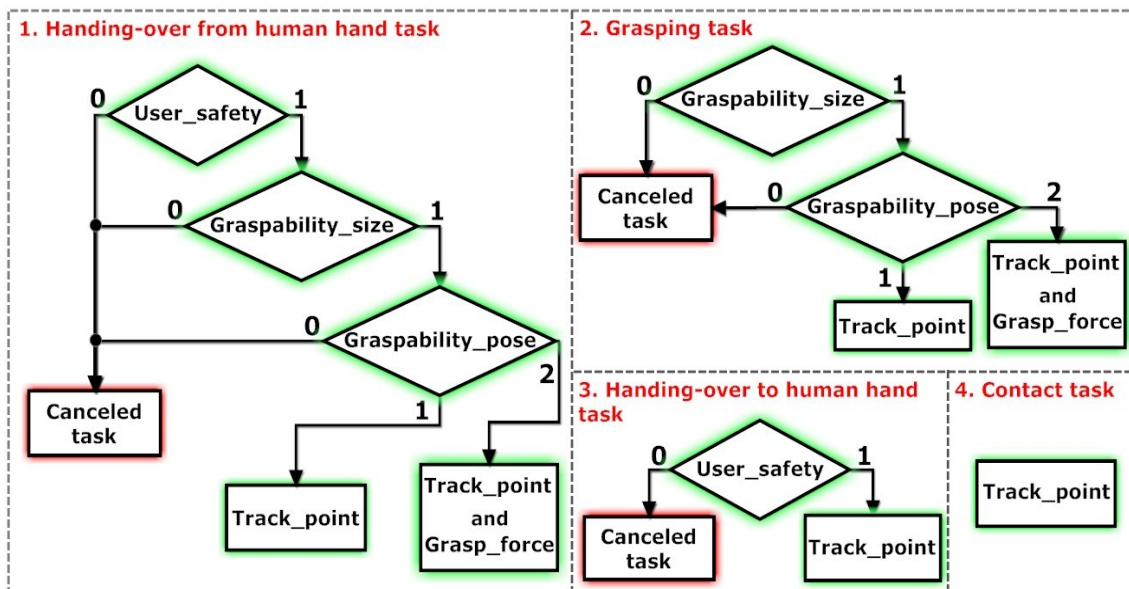 1. Handing-over from human hand task
0
User_safety
1
0
Graspability_size
1
0
Graspability_pose
2
1
Canceled
task
Track_point
Track_point
and
Grasp_force
2. Grasping task
0
Graspability_size
1
Canceled
task
0
Graspability_pose
2
1
Track_point
Track_point
and
Grasp_force
3. Handing-over to human hand
task
0
User_safety
1
Canceled
task
Track_point
4. Contact task
Track_point